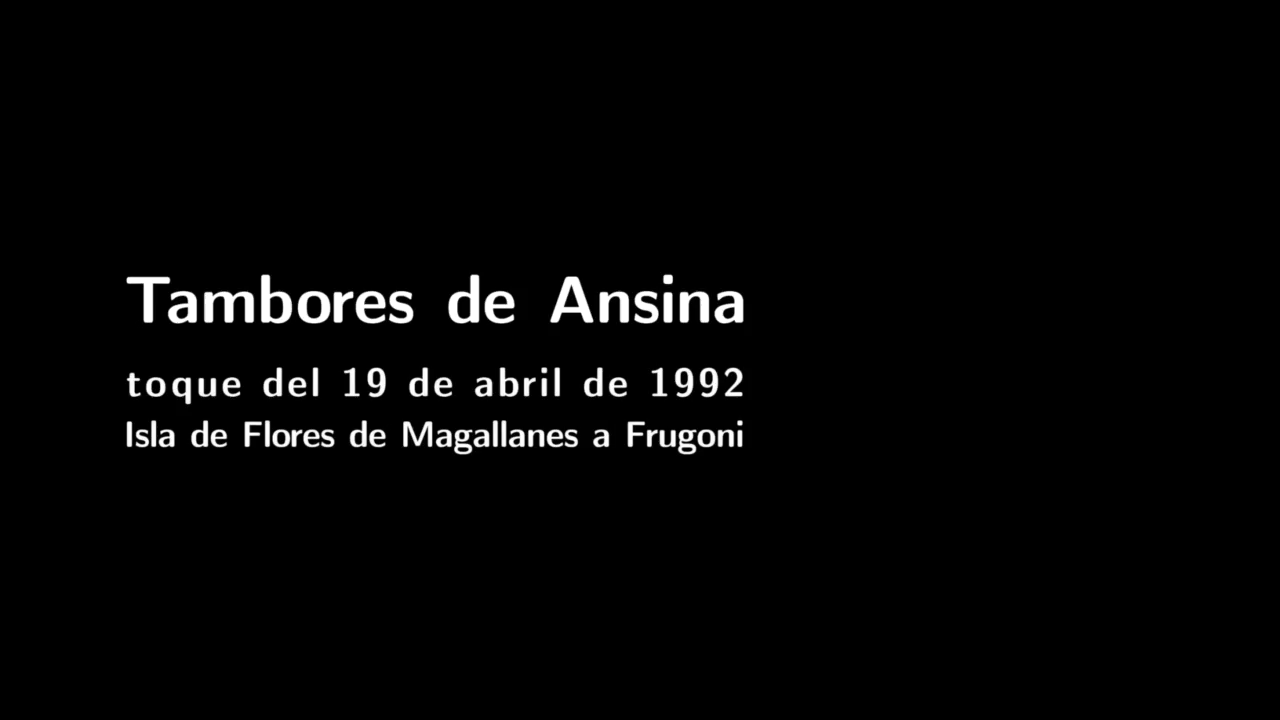 Tambores de Ansina
toque del 19 de abril de 1992
Isla de Flores de Magallanes a Frugoni